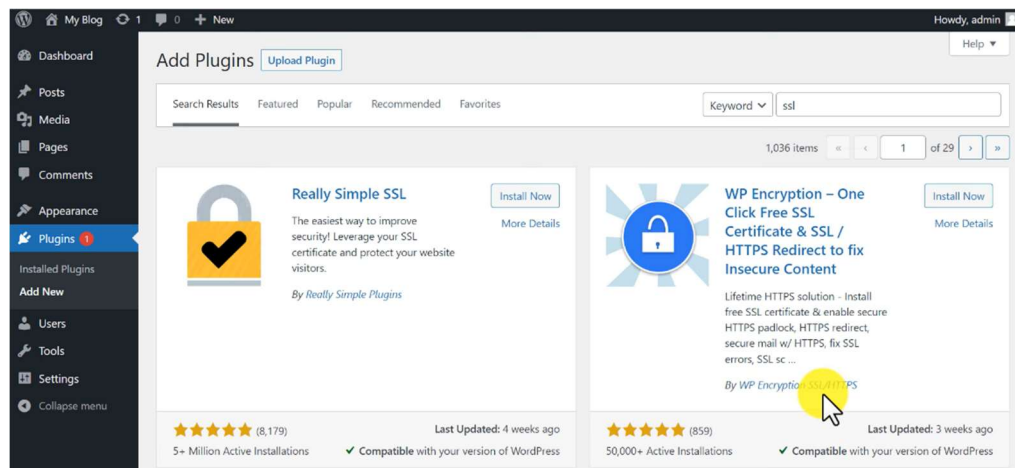 My Blog 1 0 + New Howdy, admin
Dashboard
Posts
Media
Pages
Comments
Appearance
Plugins 1
Installed Plugins
Add New
Users
Tools
Settings
Collapse menu
Help ▼
Add Plugins Upload Plugin
Search Results Featured Popular Recommended Favorites
Keyword ssl
1,036 items « ‹ 1 of 29 › »
Really Simple SSL
Install Now
More Details
The easiest way to improve
security! Leverage your SSL
certificate and protect your website
visitors.
By Really Simple Plugins
(8,179)
Last Updated: 4 weeks ago
5+ Million Active Installations
✓ Compatible with your version of WordPress
WP Encryption – One
Click Free SSL
Certificate & SSL /
HTTPS Redirect to fix
Insecure Content
Install Now
More Details
Lifetime HTTPS solution - Install
free SSL certificate & enable secure
HTTPS padlock, HTTPS redirect,
secure mail w/ HTTPS, fix SSL
errors, SSL sc ...
By WP Encryption SSL/HTTPS
(859)
Last Updated: 3 weeks ago
50,000+ Active Installations
✓ Compatible with your version of WordPress